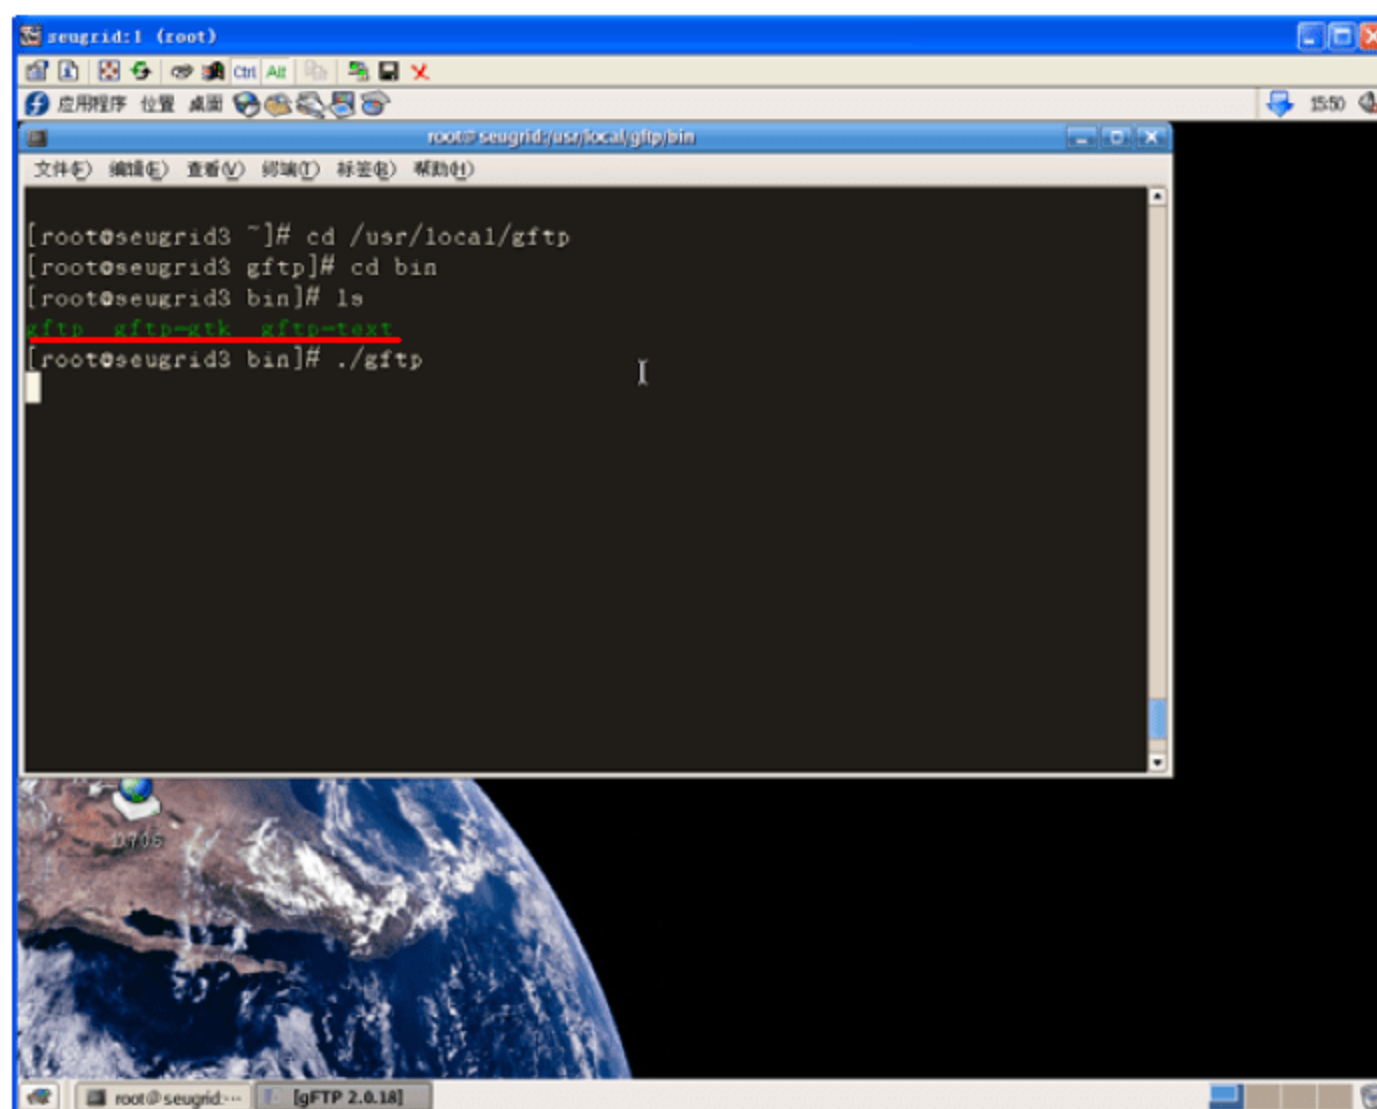 seugrid:1 (root)
Ctrl Alt
应用程序 位置 桌面 15:50
root@seugrid:/usr/local/gftp/bin
文件(F) 编辑(E) 查看(V) 终端(T) 标签(B) 帮助(H)
[root@seugrid3 ~]# cd /usr/local/gftp
[root@seugrid3 gftp]# cd bin
[root@seugrid3 bin]# ls
gftp gftp-gtk gftp-text
[root@seugrid3 bin]# ./gftp
root@seugrid:··· [gFTP 2.0.18]